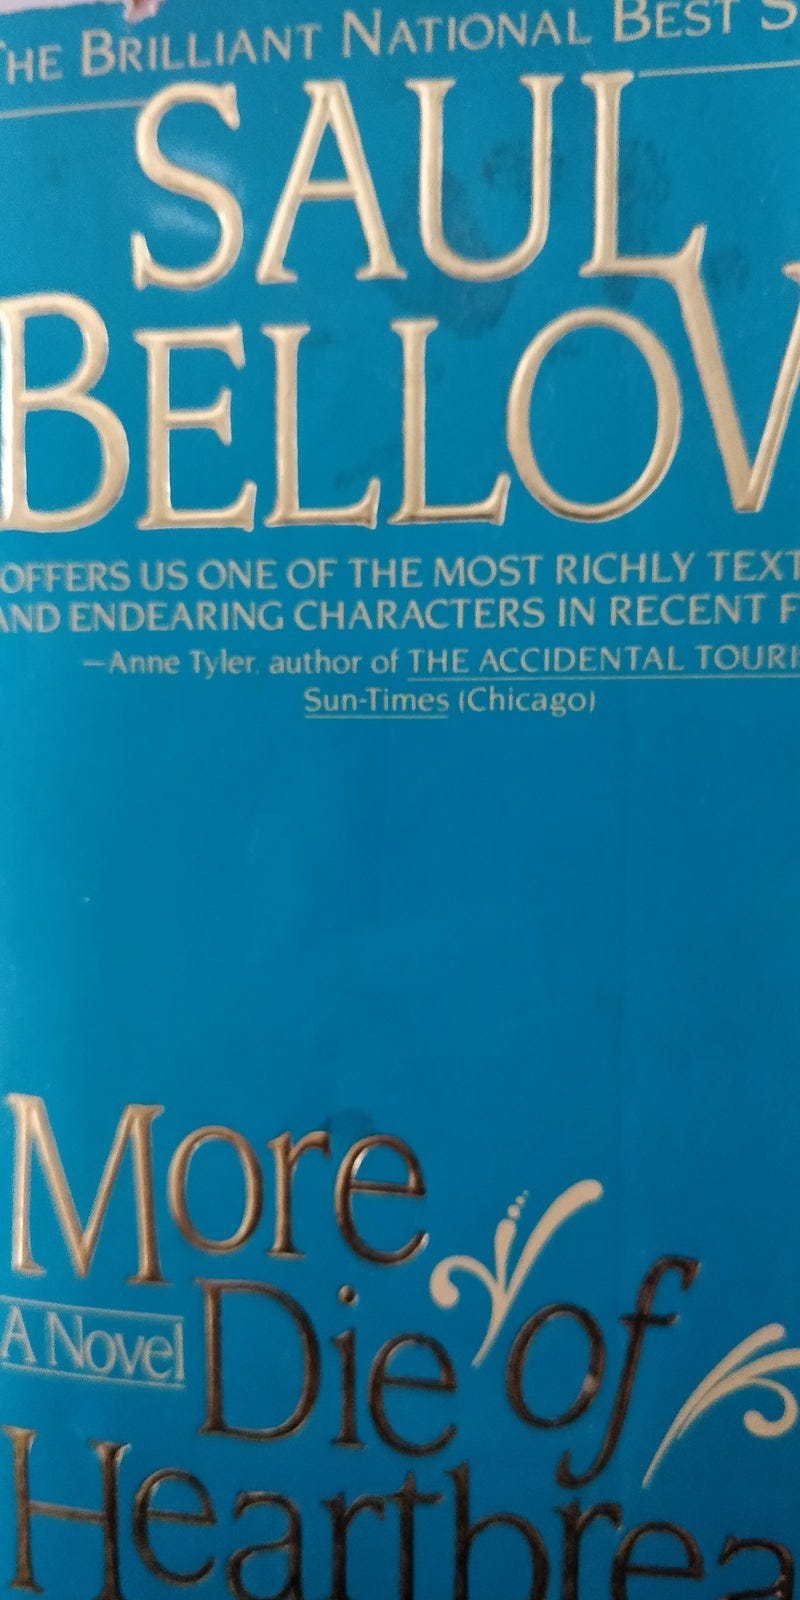 THE BRILLIANT NATIONAL BEST S
SAUL
BELLOW
OFFERS US ONE OF THE MOST RICHLY TEXT
AND ENDEARING CHARACTERS IN RECENT F
—Anne Tyler, author of THE ACCIDENTAL TOURI
Sun-Times (Chicago)
More
A Novel Die of
Heartbrea